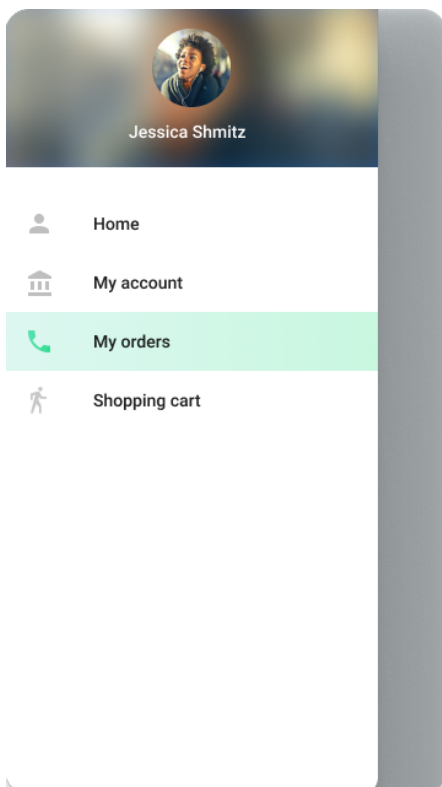 Jessica Shmitz
Home
My account
My orders
Shopping cart